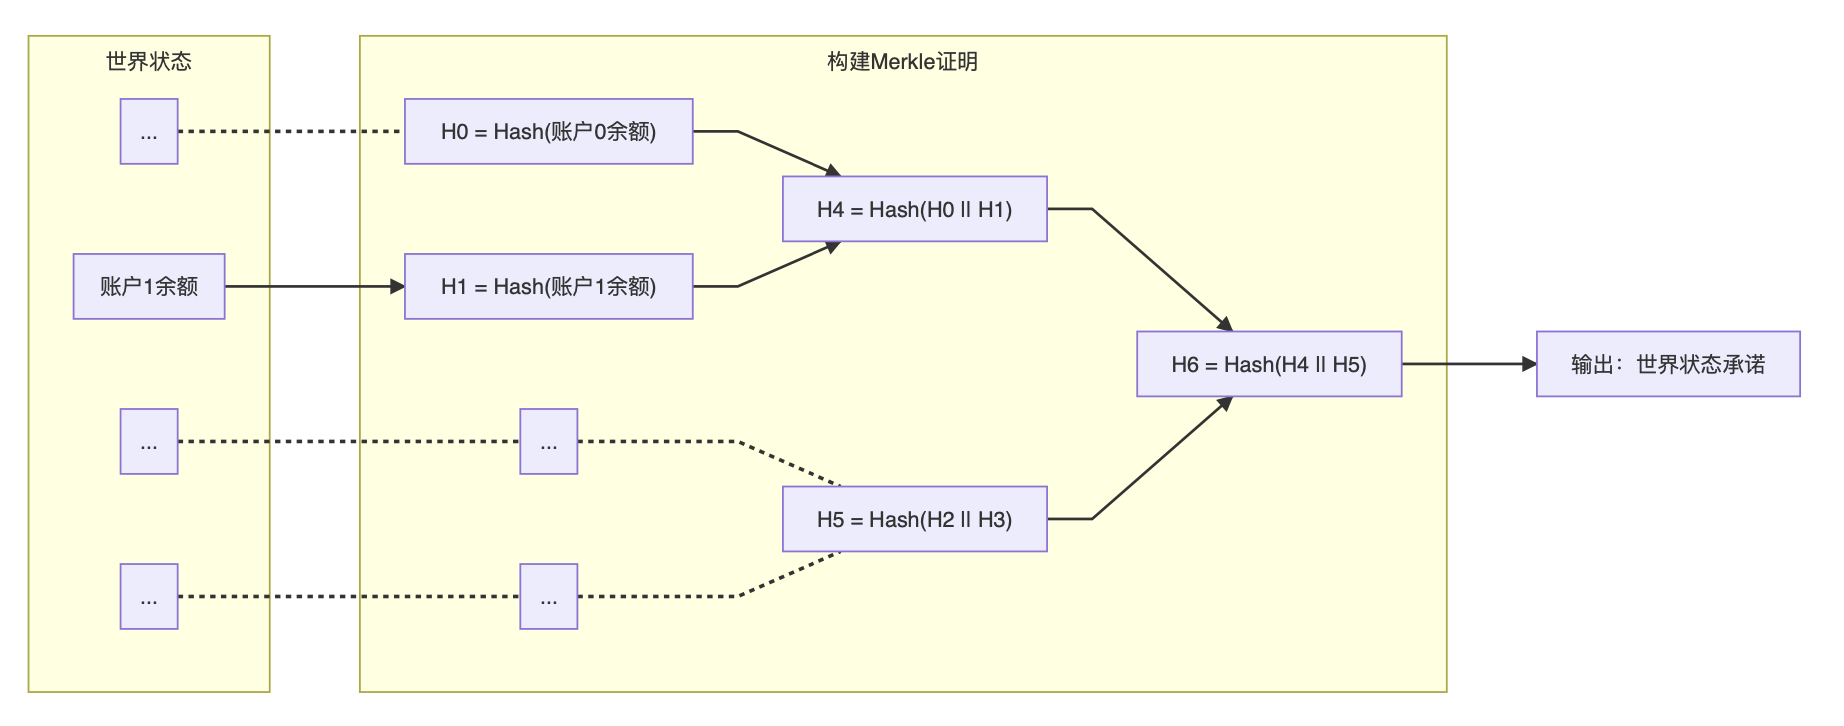 世界状态
构建Merkle证明
...
H0 = Hash(账户0余额)
H4 = Hash(H0 || H1)
账户1余额
H1 = Hash(账户1余额)
H6 = Hash(H4 || H5)
输出：世界状态承诺
...
...
H5 = Hash(H2 || H3)
...
...